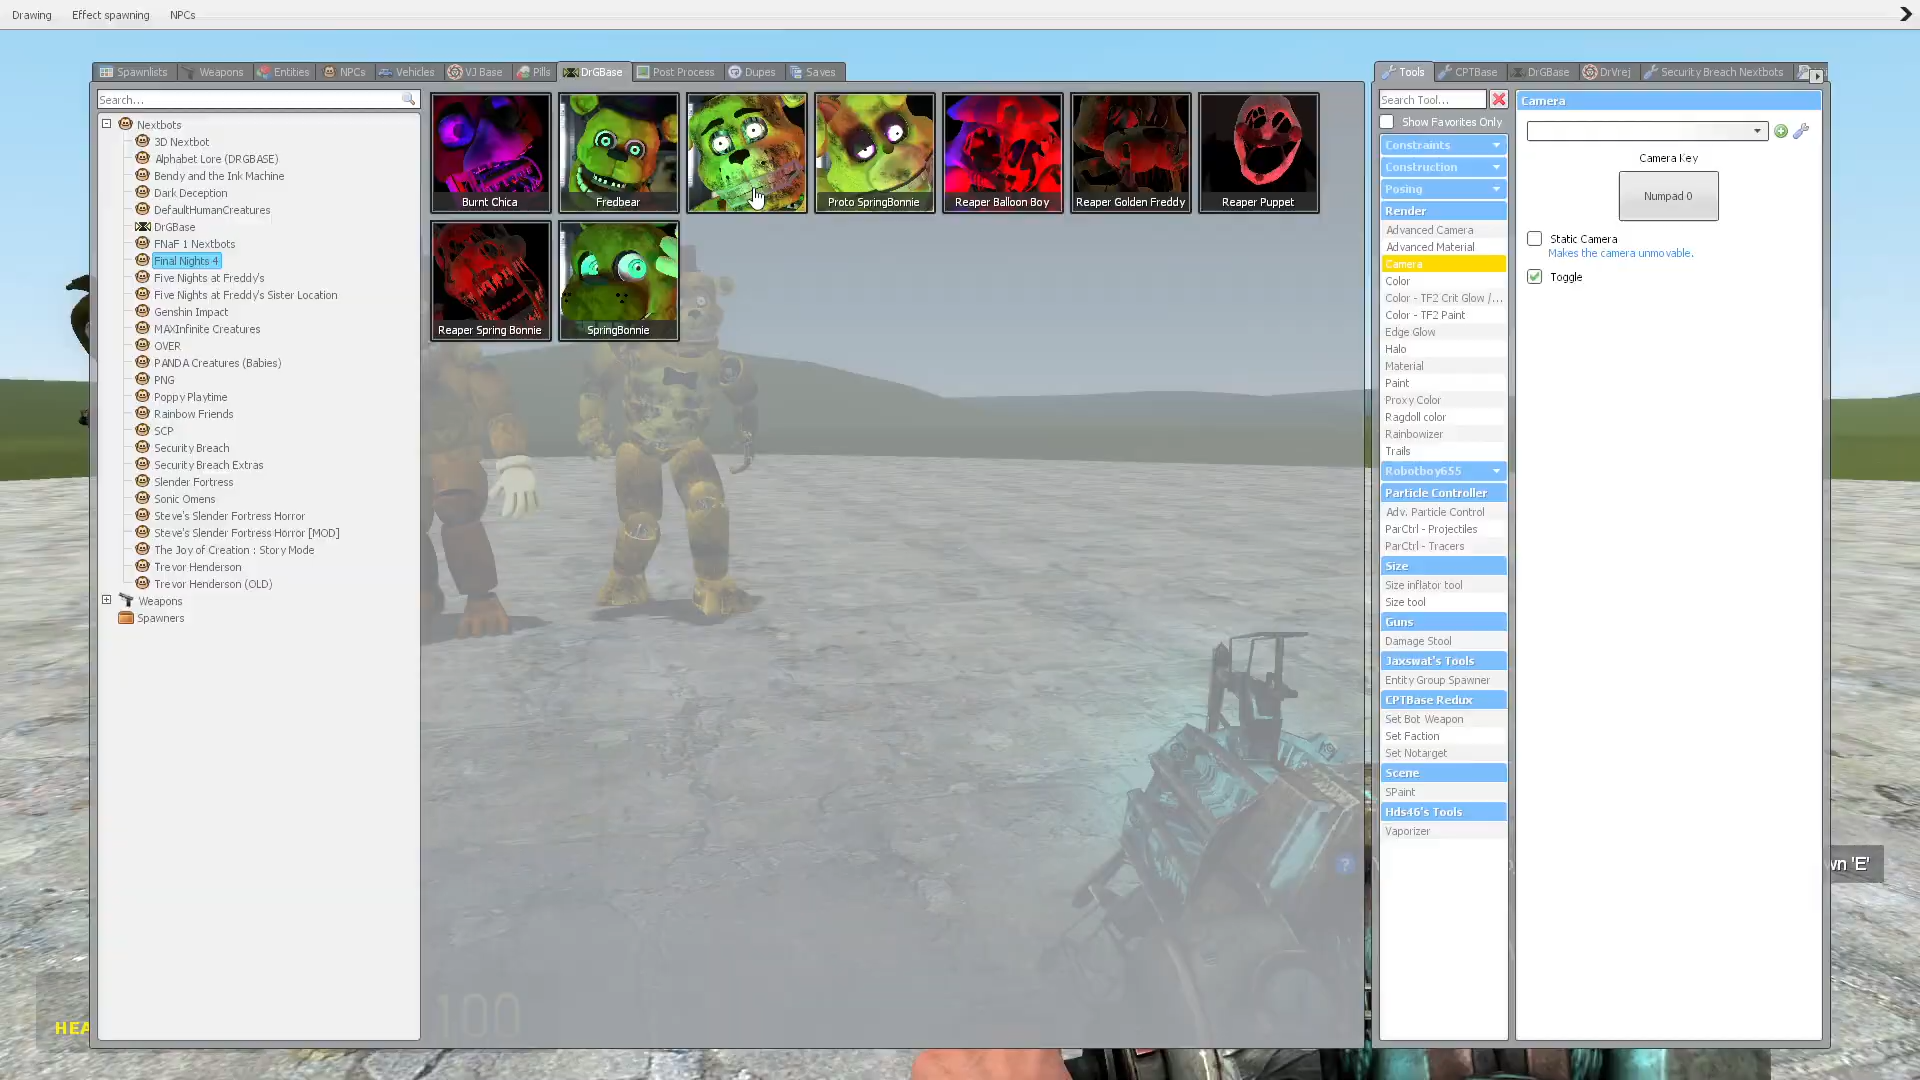 Drawing Effect spawning NPCs
Spawnlists Weapons Entities NPCs Vehicles VJ Base Pills DrGBase Post Process Dupes Saves
Search...
Nextbots
3D Nextbot
Alphabet Lore (DRGBASE)
Bendy and the Ink Machine
Dark Deception
DefaultHumanCreatures
DrGBase
FNaF 1 Nextbots
Final Nights 4
Five Nights at Freddy's
Five Nights at Freddy's Sister Location
Genshin Impact
MAXInfinite Creatures
OVER
PANDA Creatures (Babies)
PNG
Poppy Playtime
Rainbow Friends
SCP
Security Breach
Security Breach Extras
Slender Fortress
Sonic Omens
Steve's Slender Fortress Horror
Steve's Slender Fortress Horror [MOD]
The Joy of Creation : Story Mode
Trevor Henderson
Trevor Henderson (OLD)
Weapons
Spawners
Burnt Chica Fredbear Proto SpringBonnie Reaper Balloon Boy Reaper Golden Freddy Reaper Puppet
Reaper Spring Bonnie SpringBonnie
100
HEA
Tools CPTBase DrGBase DrVrej Security Breach Nextbots
Search Tool...
Show Favorites Only
Constraints
Construction
Posing
Render
Advanced Camera
Advanced Material
Camera
Color
Color - TF2 Crit Glow /...
Color - TF2 Paint
Edge Glow
Halo
Material
Paint
Proxy Color
Ragdoll color
Rainbowizer
Trails
Robotboy655
Particle Controller
Adv. Particle Control
ParCtrl - Projectiles
ParCtrl - Tracers
Size
Size inflator tool
Size tool
Guns
Damage Stool
Jaxswat's Tools
Entity Group Spawner
CPTBase Redux
Set Bot Weapon
Set Faction
Set Notarget
Scene
SPaint
Hds46's Tools
Vaporizer
Camera
Camera Key
Numpad 0
Static Camera
Makes the camera unmovable.
Toggle
wn 'E'